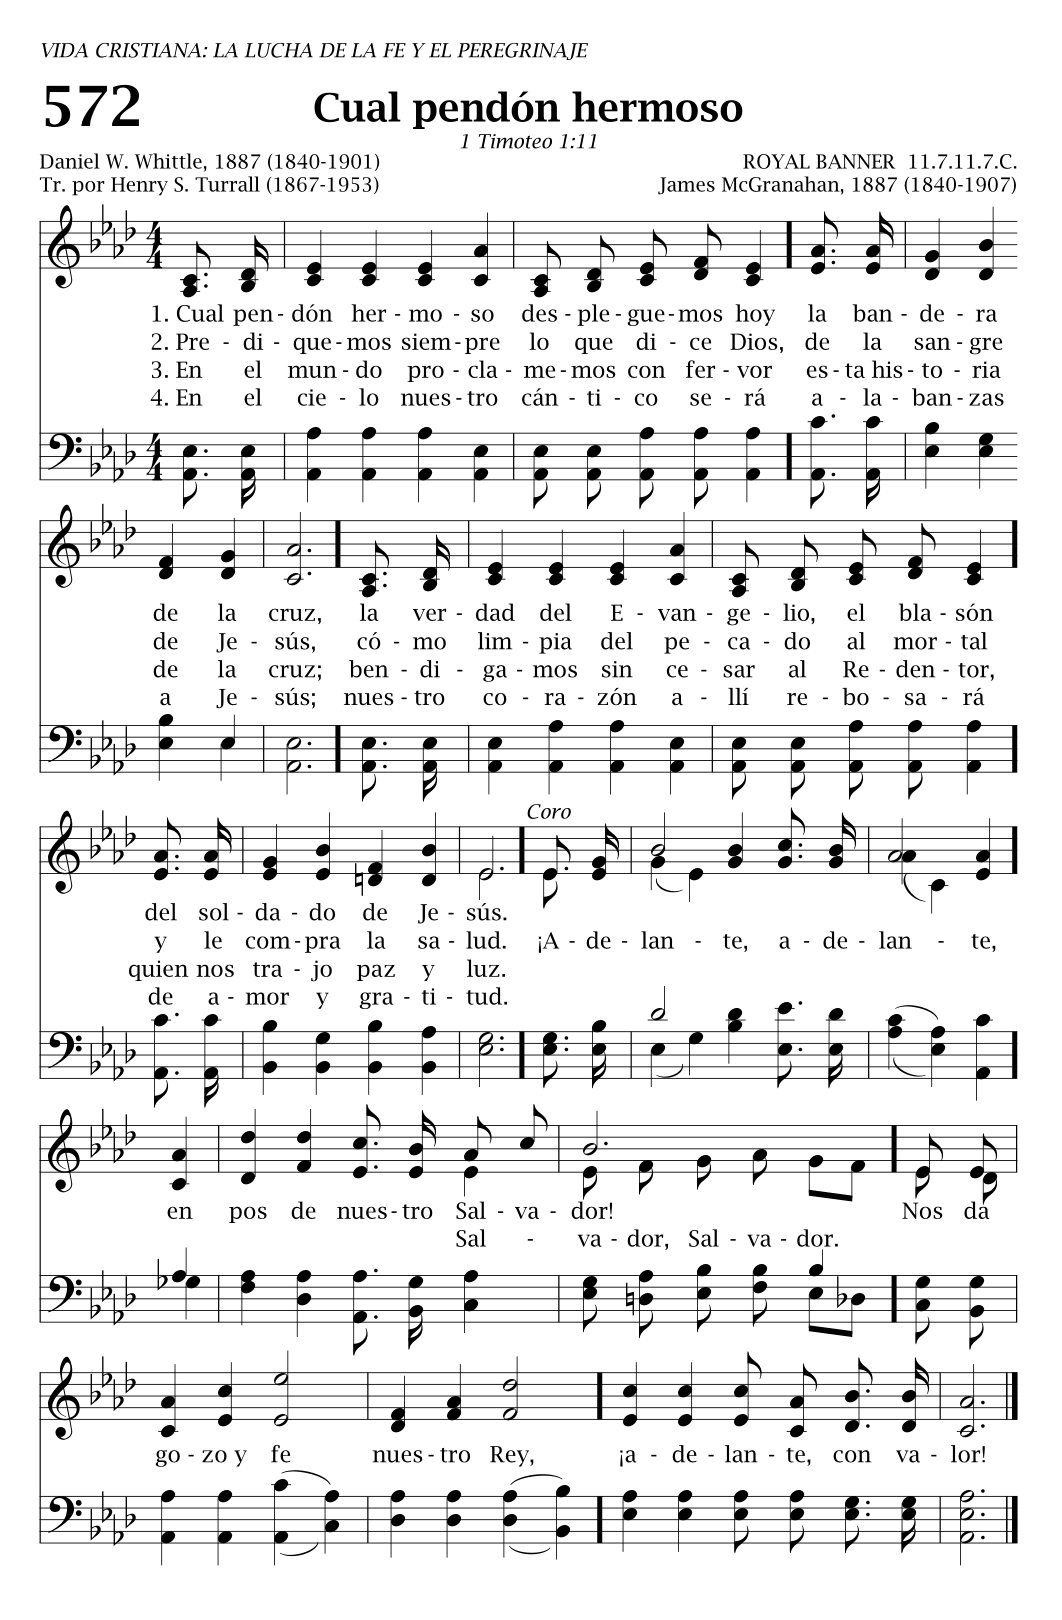 VIDA CRISTIANA: LA LUCHA DE LA FE Y EL PEREGRINAJE
572
Cual pendón hermoso
1 Timoteo 1:11
Daniel W. Whittle, 1887 (1840-1901)
ROYAL BANNER 11.7.11.7.C.
Tr. por Henry S. Turrall (1867-1953)
James McGranahan, 1887 (1840-1907)
1. Cual pen - dón her - mo - so des - ple - gue - mos hoy la ban - de - ra
2. Pre - di - que - mos siem - pre lo que di - ce Dios, de la san - gre
3. En el mun - do pro - cla - me - mos con fer - vor es - ta his - to - ria
4. En el cie - lo nues - tro cán - ti - co se - rá a - la - ban - zas
de la cruz, la ver - dad del E - van - ge - lio, el bla - són
de Je - sús, có - mo lim - pia del pe - ca - do al mor - tal
de la cruz; ben - di - ga - mos sin ce - sar al Re - den - tor,
a Je - sús; nues - tro co - ra - zón a - llí re - bo - sa - rá
Coro
del sol - da - do de Je - sús.
y le com - pra la sa - lud. ¡A - de - lan - te, a - de - lan - te,
quien nos tra - jo paz y luz.
de a - mor y gra - ti - tud.
en pos de nues - tro Sal - va - dor! Nos da
Sal - va - dor, Sal - va - dor.
go - zo y fe nues - tro Rey, ¡a - de - lan - te, con va - lor!